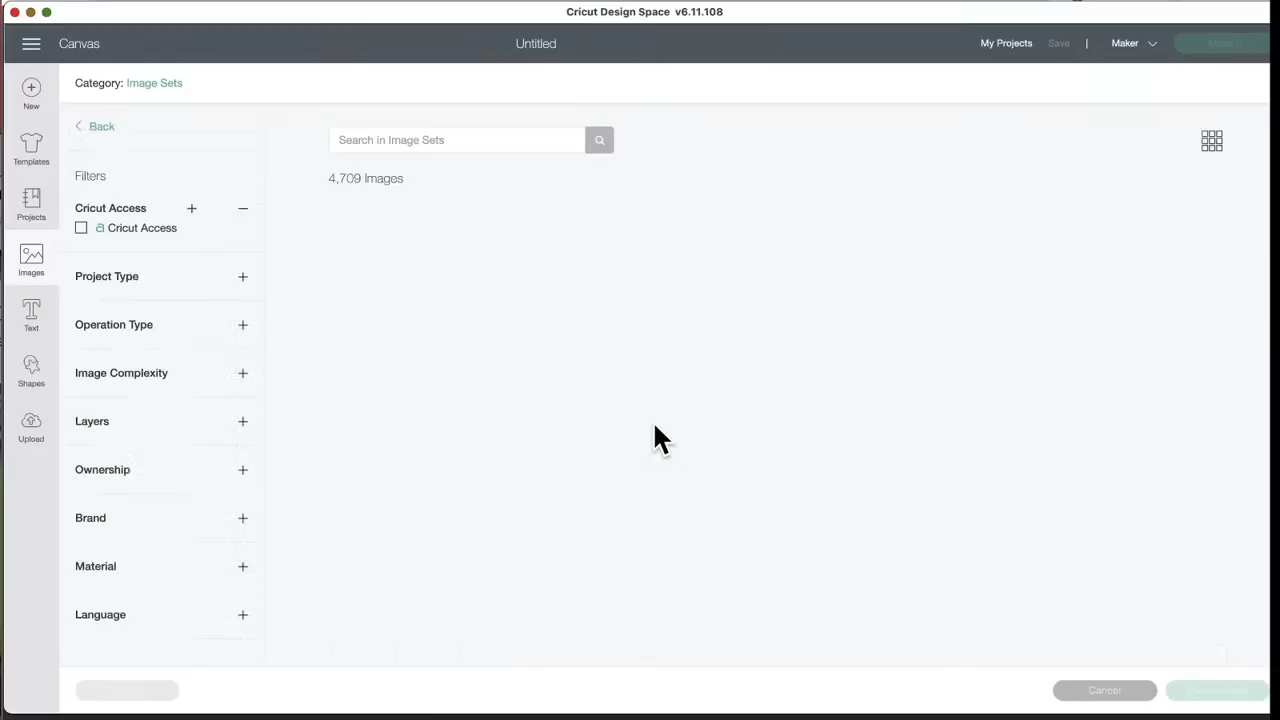 Cricut Design Space v6.11.108
Canvas
Untitled
My Projects
Save
|
Maker
Category: Image Sets
New
Templates
Projects
Images
Text
Shapes
Upload
Back
Filters
Cricut Access
Cricut Access
Project Type
Operation Type
Image Complexity
Layers
Ownership
Brand
Material
Language
Search in Image Sets
4,709 Images
Cancel